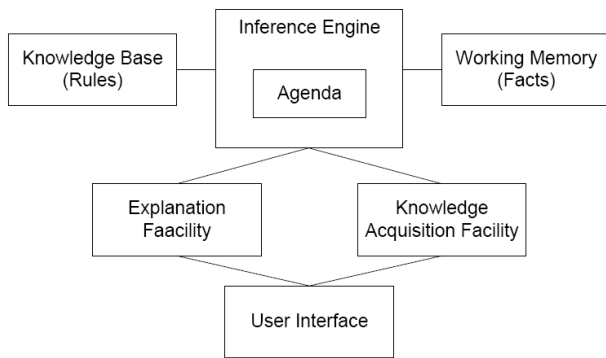 Inference Engine
Knowledge Base
(Rules)
Agenda
Working Memory
(Facts)
Explanation
Faacility
Knowledge
Acquisition Facility
User Interface